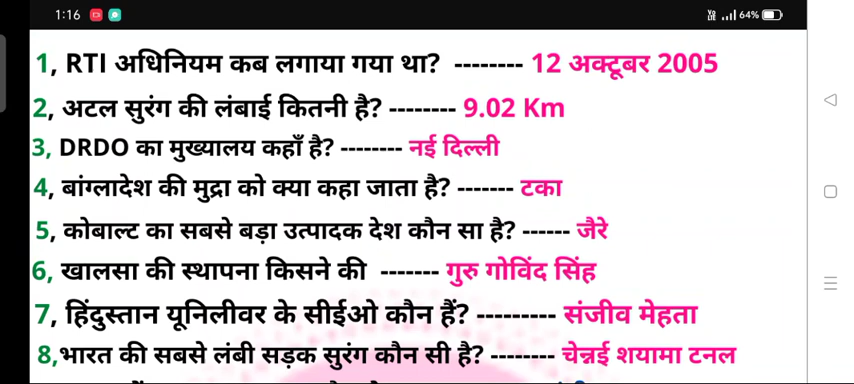 1:16 64%
1, RTI अधिनियम कब लगाया गया था? -------- 12 अक्टूबर 2005
2, अटल सुरंग की लंबाई कितनी है? -------- 9.02 Km
3, DRDO का मुख्यालय कहाँ है? -------- नई दिल्ली
4, बांग्लादेश की मुद्रा को क्या कहा जाता है? ------- टका
5, कोबाल्ट का सबसे बड़ा उत्पादक देश कौन सा है? ------ जैरे
6, खालसा की स्थापना किसने की ------- गुरु गोविंद सिंह
7, हिंदुस्तान यूनिलीवर के सीईओ कौन हैं? --------- संजीव मेहता
8,भारत की सबसे लंबी सड़क सुरंग कौन सी है? -------- चेन्नई शयामा टनल